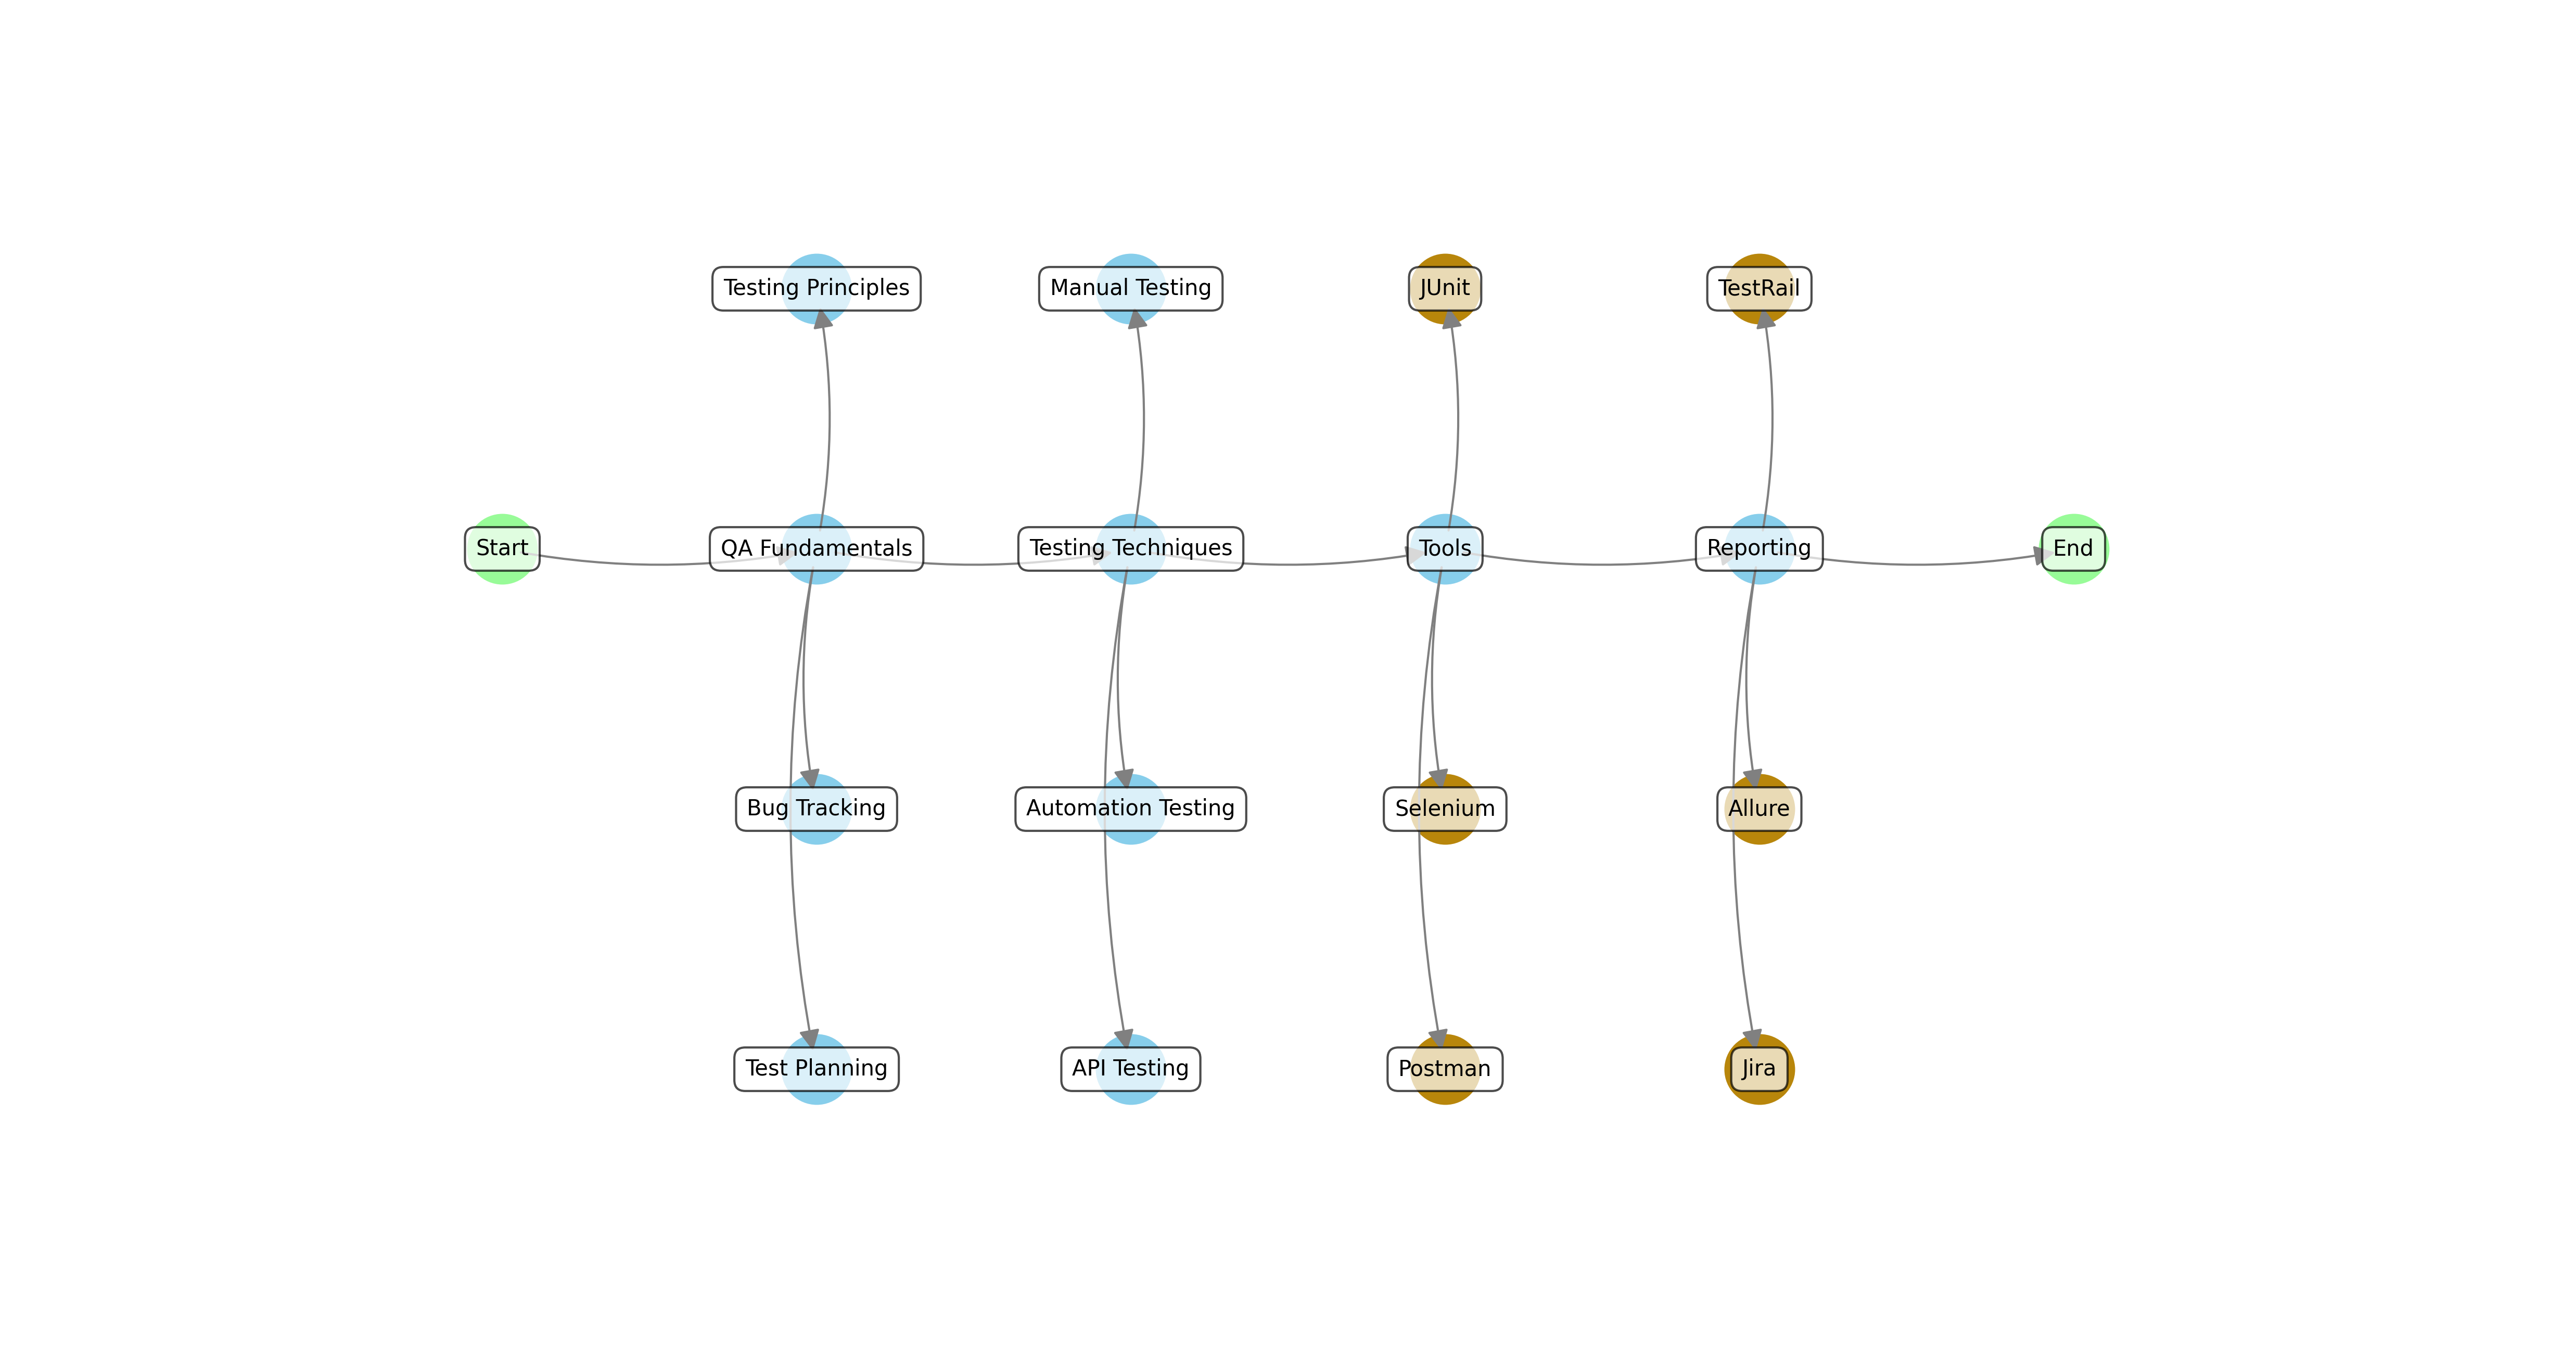 Testing Principles
Manual Testing
JUnit
TestRail
Start
QA Fundamentals
Testing Techniques
Tools
Reporting
End
Bug Tracking
Automation Testing
Selenium
Allure
Test Planning
API Testing
Postman
Jira